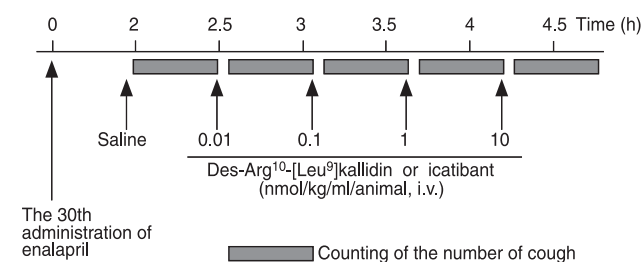 0 2 2.5 3 3.5 4 4.5 Time (h)
Saline 0.01 0.1 1 10
Des-Arg¹⁰-[Leu⁹]kallidin or icatibant
(nmol/kg/ml/animal, i.v.)
The 30th
administration of
enalapril
Counting of the number of cough